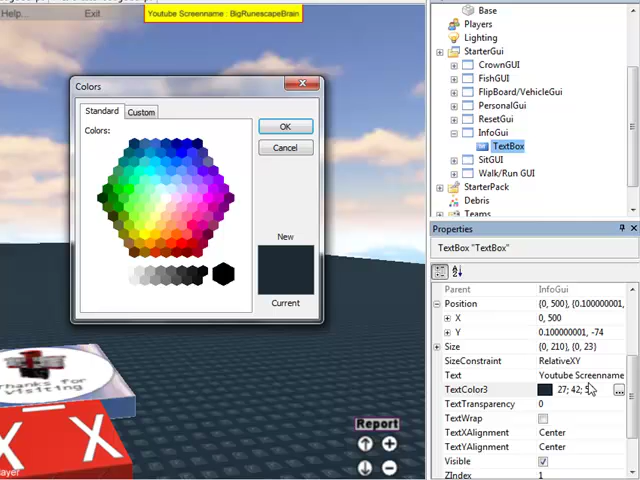 Help...
Exit
Youtube Screenname : BigRunescapeBrain
Colors
Standard
Custom
Colors:
OK
Cancel
New
Current
Thanks for
visiting
X X
Report
Base
Players
Lighting
StarterGui
CrownGUI
FishGUI
FlipBoard/VehicleGui
PersonalGui
ResetGui
InfoGui
TextBox
SitGUI
Walk/Run GUI
StarterPack
Debris
Teams
Properties
TextBox "TextBox"
Parent InfoGui
Position {0, 500}, {0.100000001,
X 0, 500
Y 0.100000001, -74
Size {0, 210}, {0, 23}
SizeConstraint RelativeXY
Text Youtube Screenname
TextColor3 27; 42;
TextTransparency 0
TextWrap
TextXAlignment Center
TextYAlignment Center
Visible
ZIndex 1